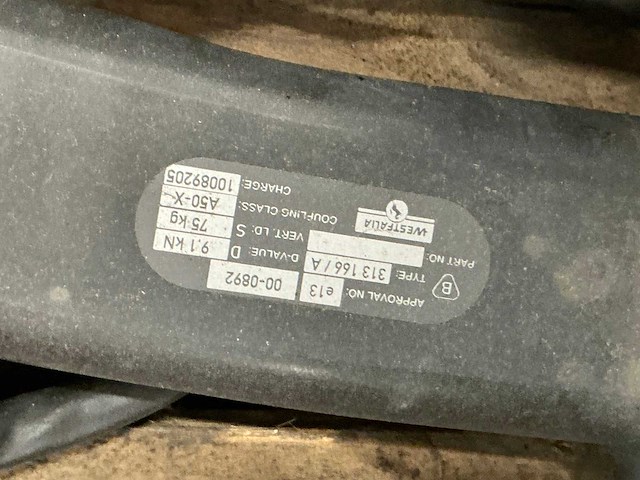 B APPROVAL NO: e13 00-0892
TYPE: 313 166 / A D-VALUE: D 9.1 kN
PART NO: VERT. LD: S 75 kg
WESTFALIA COUPLING CLASS: A50-X
CHARGE: 10089205